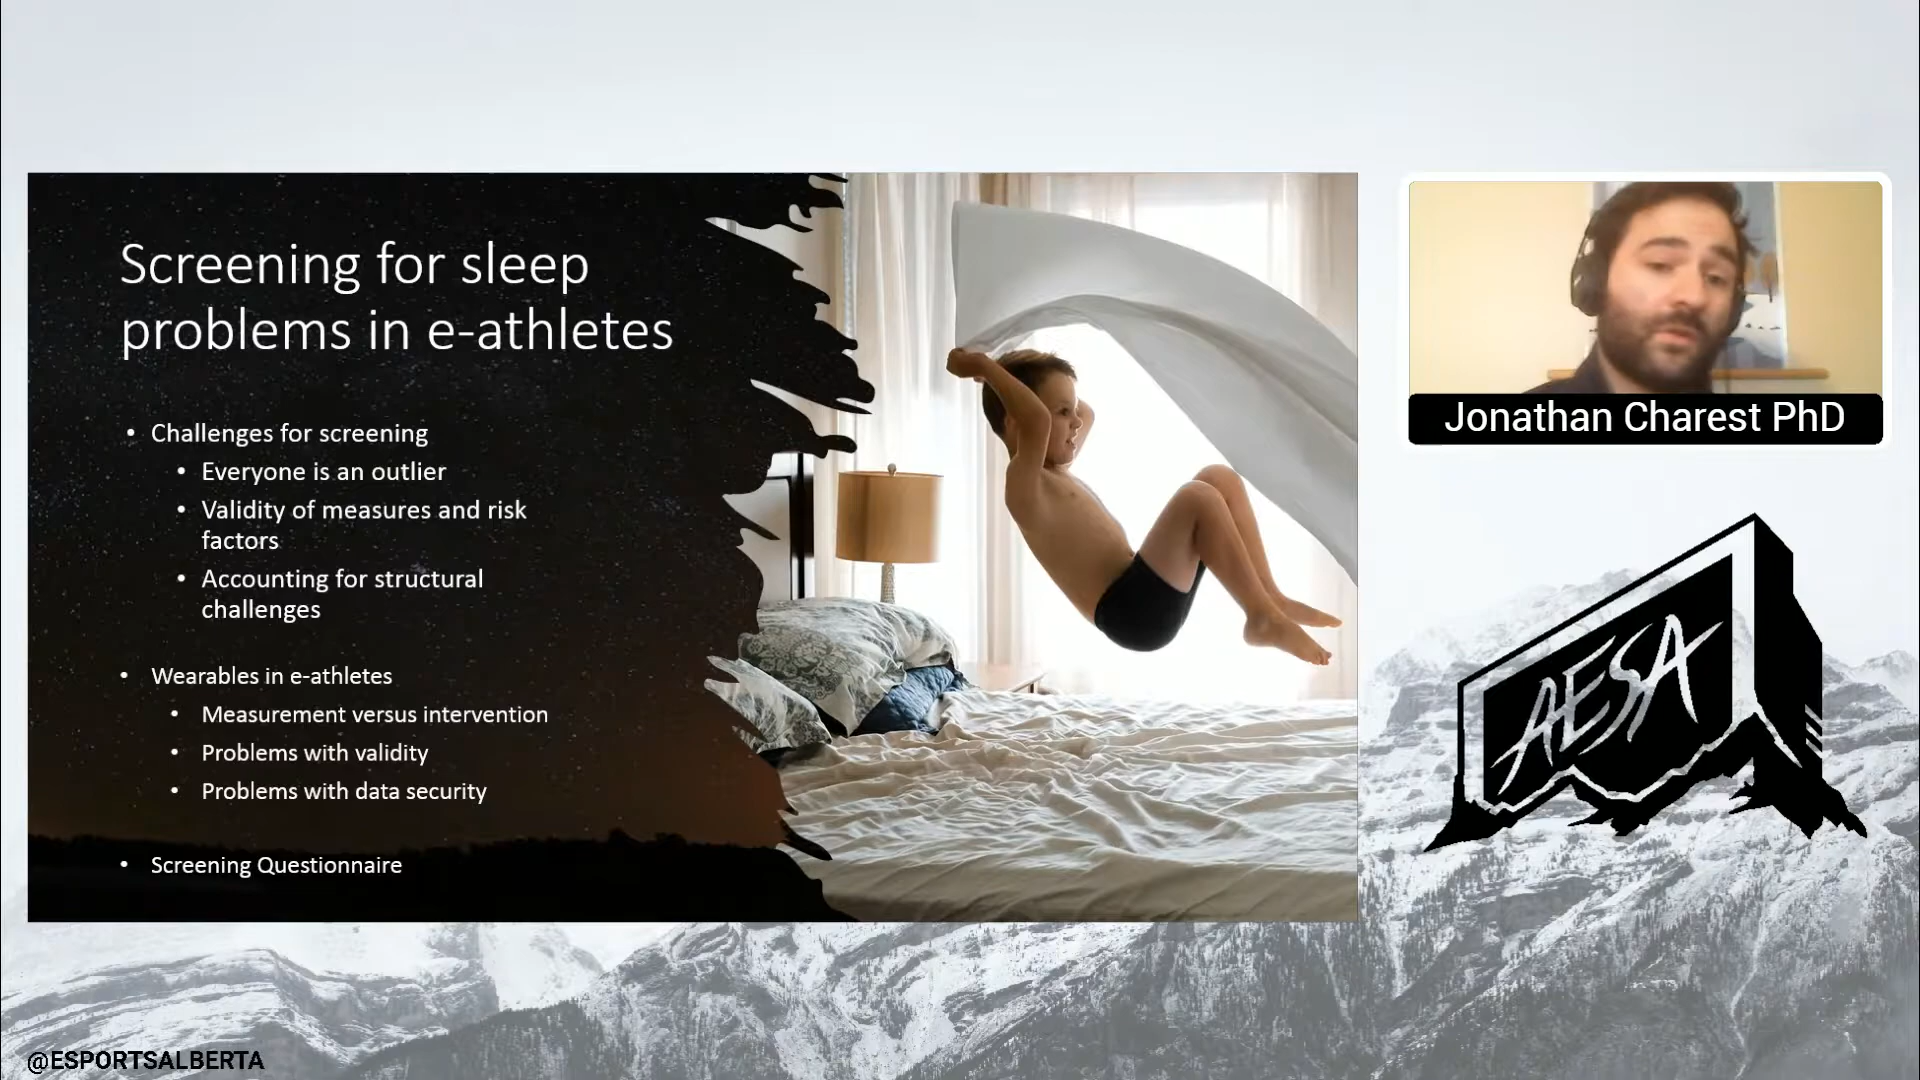 Screening for sleep
problems in e-athletes
• Challenges for screening
• Everyone is an outlier
• Validity of measures and risk
factors
• Accounting for structural
challenges
• Wearables in e-athletes
• Measurement versus intervention
• Problems with validity
• Problems with data security
• Screening Questionnaire
Jonathan Charest PhD
AESA
@ESPORTSALBERTA